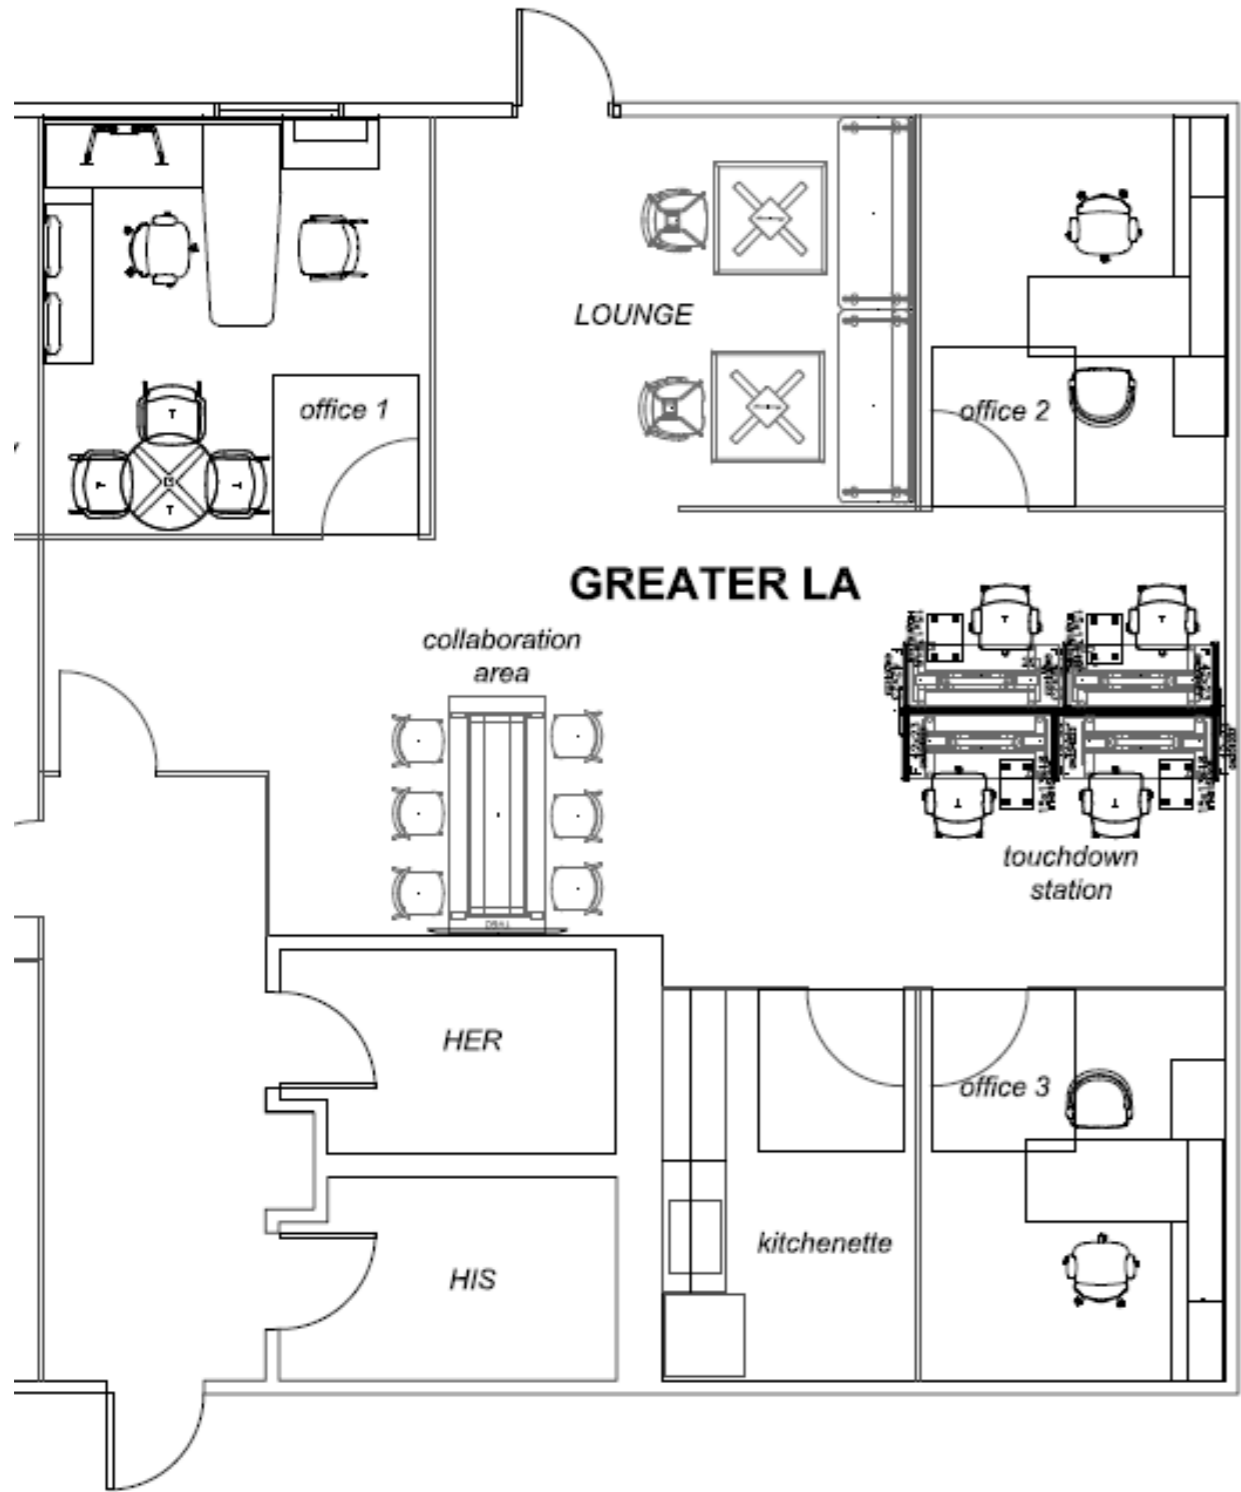 LOUNGE
office 1
office 2
GREATER LA
collaboration
area
touchdown
station
HER
office 3
kitchenette
HIS